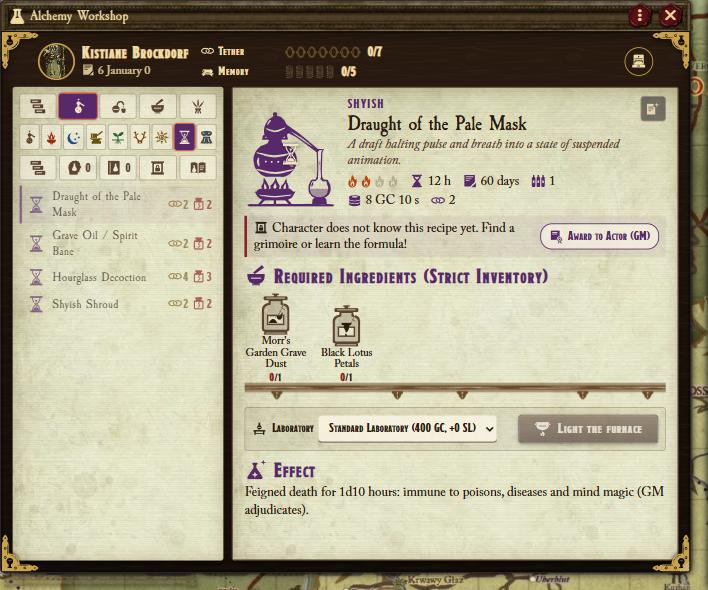 Alchemy Workshop
Kistiane Brockdorf
6 January 0
Tether
0/7
Memory
0/5
0
0
Draught of the Pale
Mask
2
2
Grave Oil / Spirit
Bane
2
2
Hourglass Decoction
4
3
Shyish Shroud
2
2
SHYISH
Draught of the Pale Mask
A draft halting pulse and breath into a state of suspended
animation.
12 h
60 days
1
8 GC 10 s
2
Character does not know this recipe yet. Find a
grimoire or learn the formula!
Award to Actor (GM)
Required Ingredients (Strict Inventory)
Morr's
Garden Grave
Dust
0/1
Black Lotus
Petals
0/1
Laboratory
Standard Laboratory (400 GC, +0 SL)
Light the furnace
Effect
Feigned death for 1d10 hours: immune to poisons, diseases and mind magic (GM
adjudicates).
Krwawy Głaz
Überblut